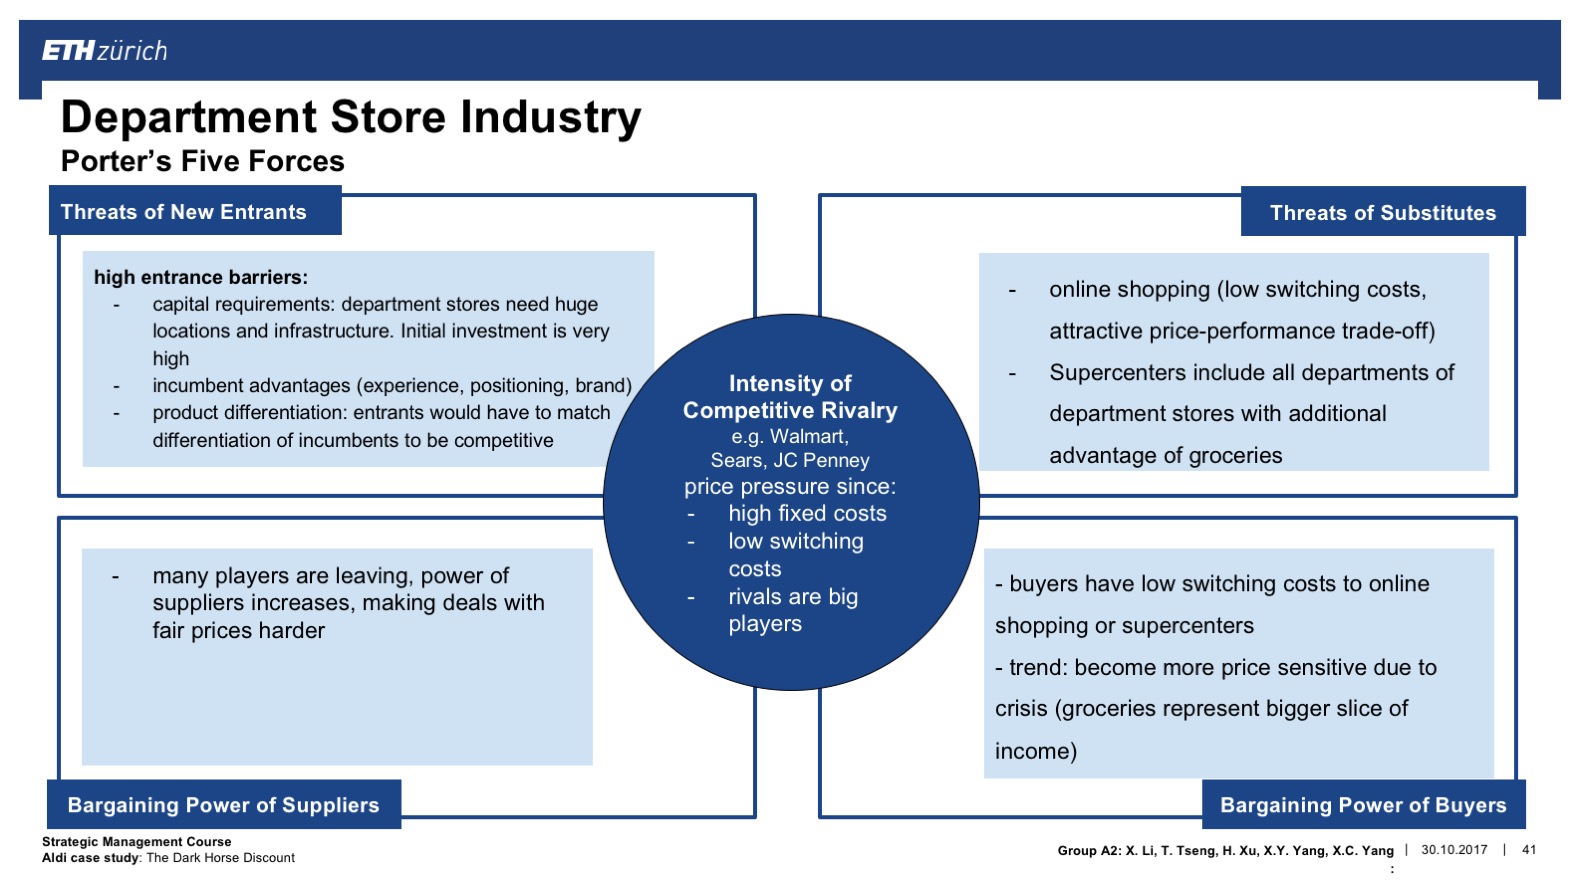 ETH zürich
Department Store Industry
Porter’s Five Forces
Threats of New Entrants
high entrance barriers:
- capital requirements: department stores need huge
locations and infrastructure. Initial investment is very
high
- incumbent advantages (experience, positioning, brand)
- product differentiation: entrants would have to match
differentiation of incumbents to be competitive
Threats of Substitutes
- online shopping (low switching costs,
attractive price-performance trade-off)
- Supercenters include all departments of
department stores with additional
advantage of groceries
Intensity of
Competitive Rivalry
e.g. Walmart,
Sears, JC Penney
price pressure since:
- high fixed costs
- low switching
costs
- rivals are big
players
- many players are leaving, power of
suppliers increases, making deals with
fair prices harder
Bargaining Power of Suppliers
- buyers have low switching costs to online
shopping or supercenters
- trend: become more price sensitive due to
crisis (groceries represent bigger slice of
income)
Bargaining Power of Buyers
Strategic Management Course
Aldi case study: The Dark Horse Discount
Group A2: X. Li, T. Tseng, H. Xu, X.Y. Yang, X.C. Yang | 30.10.2017 | 41
: